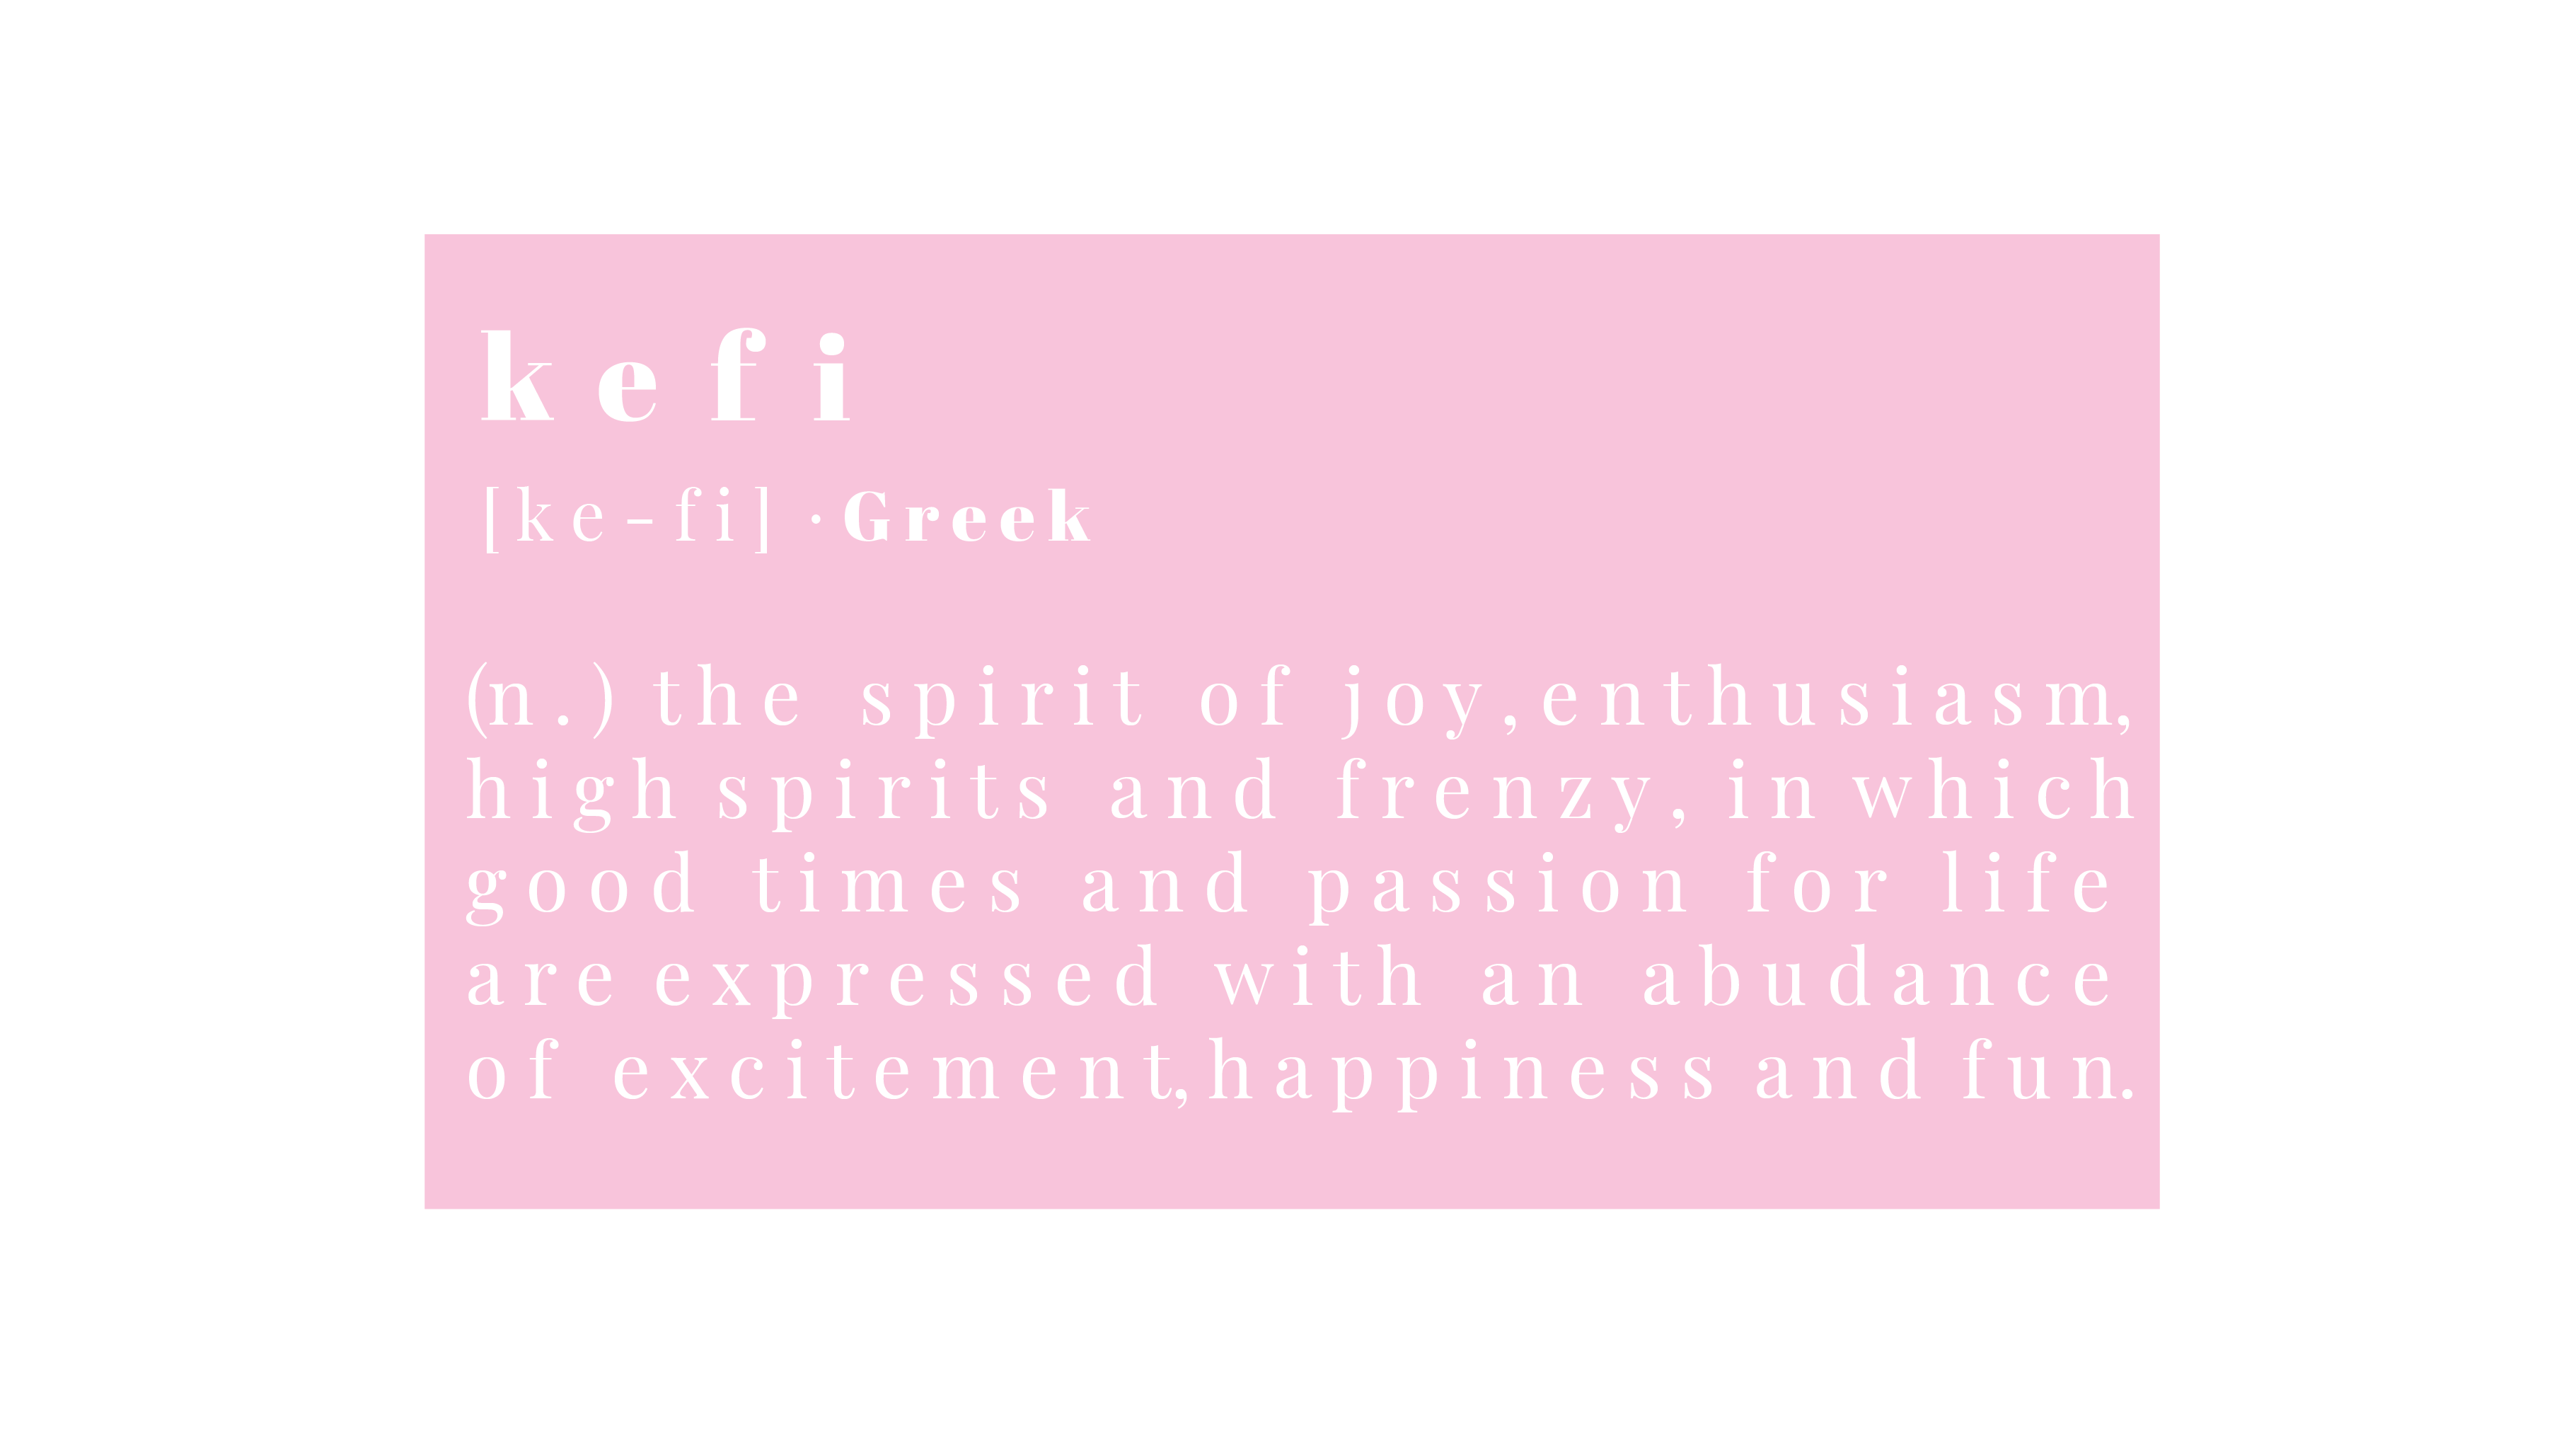 kefi
[ke-fi] · Greek
(n.) the spirit of joy,enthusiasm,
high spirits and frenzy, in which
good times and passion for life
are expressed with an abudance
of excitement,happiness and fun.